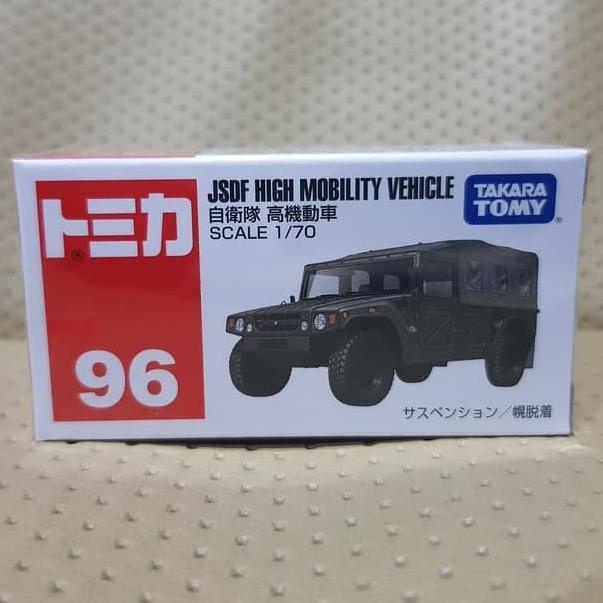 トミカ®
96
JSDF HIGH MOBILITY VEHICLE
自衛隊 高機動車
SCALE 1/70
TAKARA
TOMY®
サスペンション／幌脱着